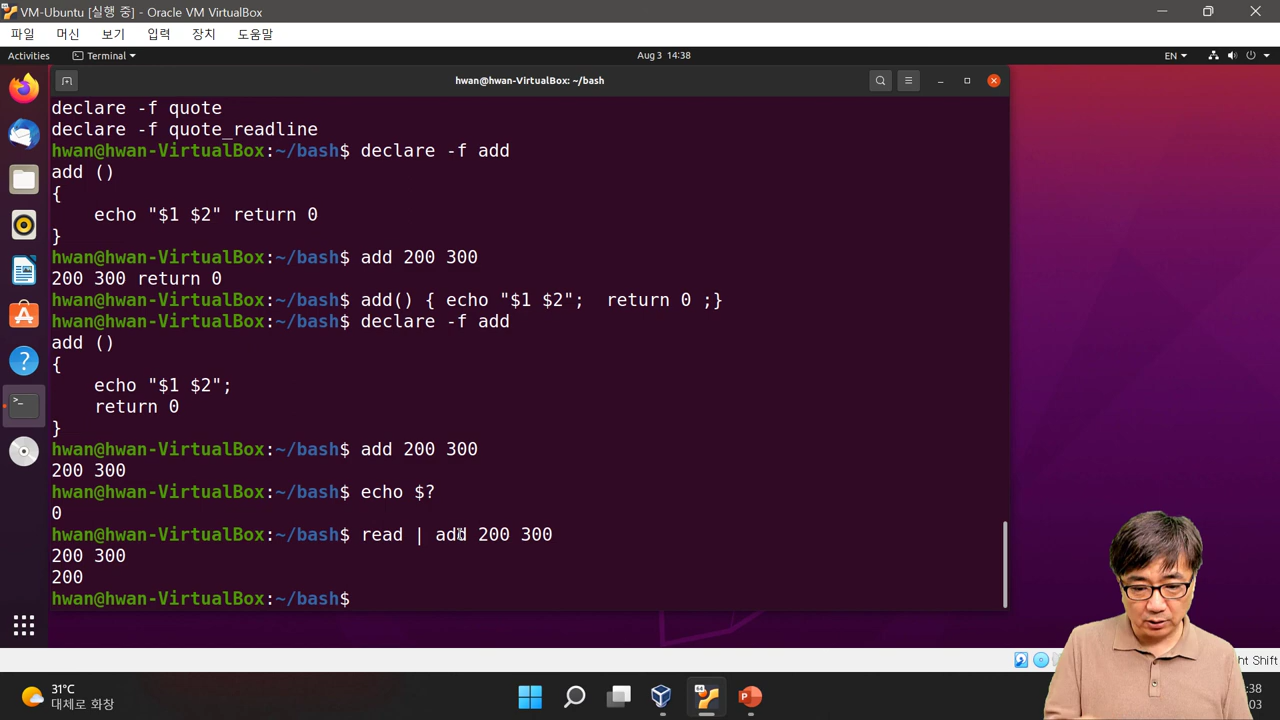 VM-Ubuntu [실행 중] - Oracle VM VirtualBox
파일 머신 보기 입력 장치 도움말
Activities Terminal Aug 3 14:38 EN
hwan@hwan-VirtualBox: ~/bash
declare -f quote
declare -f quote_readline
hwan@hwan-VirtualBox:~/bash$ declare -f add
add ()
{
    echo "$1 $2" return 0
}
hwan@hwan-VirtualBox:~/bash$ add 200 300
200 300 return 0
hwan@hwan-VirtualBox:~/bash$ add() { echo "$1 $2";  return 0 ;}
hwan@hwan-VirtualBox:~/bash$ declare -f add
add ()
{
    echo "$1 $2";
    return 0
}
hwan@hwan-VirtualBox:~/bash$ add 200 300
200 300
hwan@hwan-VirtualBox:~/bash$ echo $?
0
hwan@hwan-VirtualBox:~/bash$ read | add 200 300
200 300
200
hwan@hwan-VirtualBox:~/bash$
ht Shift
31°C
대체로 화창
:38
03